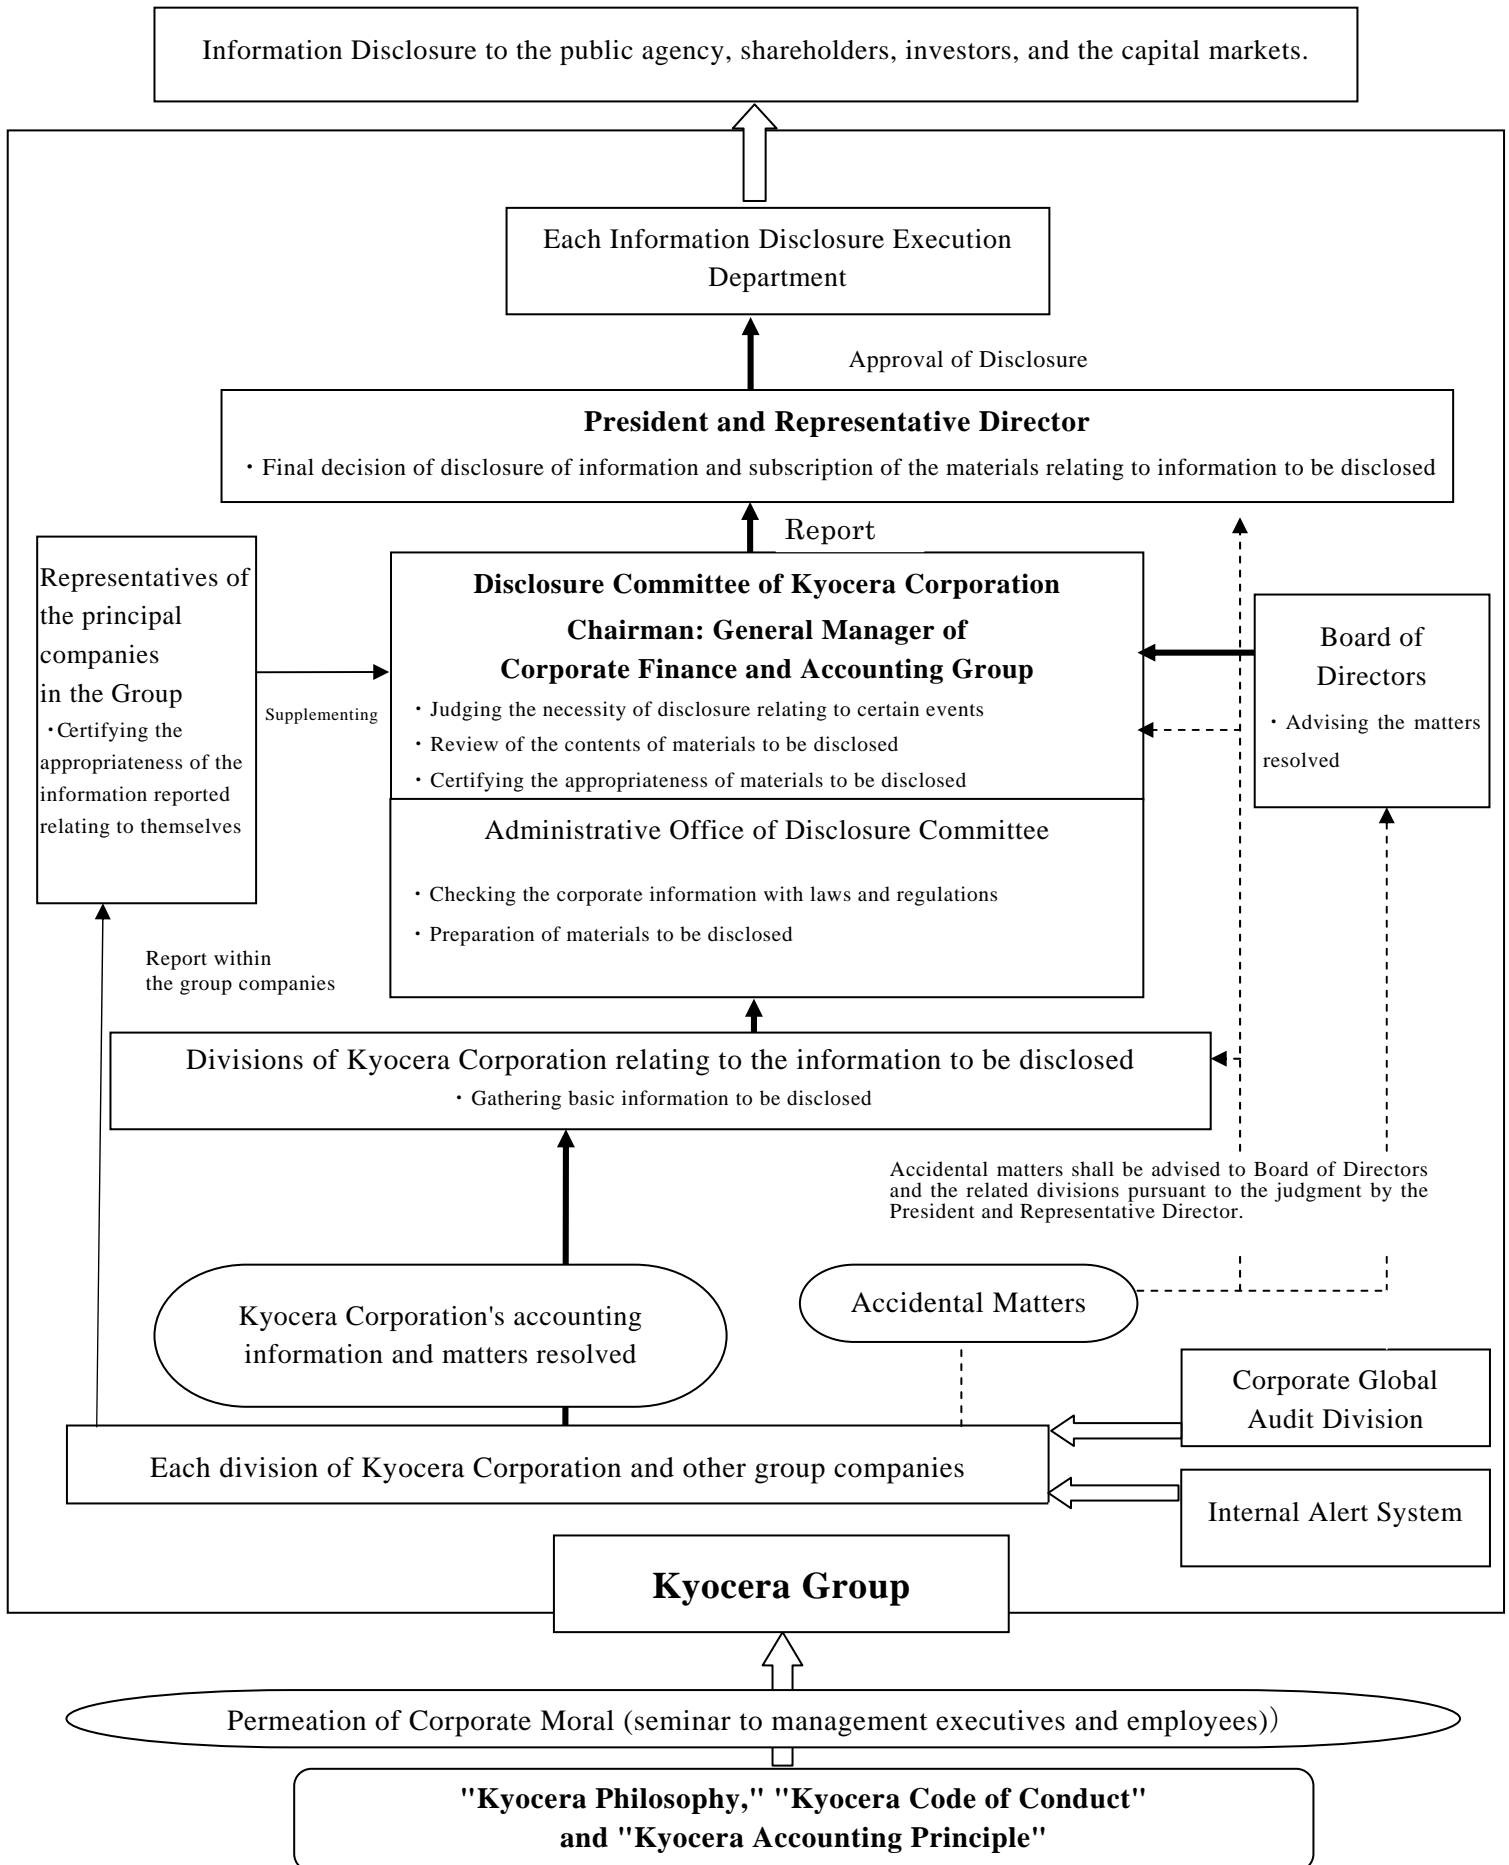 Information Disclosure to the public agency, shareholders, investors, and the capital markets.
Each Information Disclosure Execution
Department
Approval of Disclosure
President and Representative Director
・Final decision of disclosure of information and subscription of the materials relating to information to be disclosed
Report
Representatives of
the principal
companies
in the Group
・Certifying the
appropriateness of the
information reported
relating to themselves
Supplementing
Disclosure Committee of Kyocera Corporation
Chairman: General Manager of
Corporate Finance and Accounting Group
・Judging the necessity of disclosure relating to certain events
・Review of the contents of materials to be disclosed
・Certifying the appropriateness of materials to be disclosed
Board of
Directors
・Advising the matters
resolved
Administrative Office of Disclosure Committee
・Checking the corporate information with laws and regulations
・Preparation of materials to be disclosed
Report within
the group companies
Divisions of Kyocera Corporation relating to the information to be disclosed
・Gathering basic information to be disclosed
Accidental matters shall be advised to Board of Directors
and the related divisions pursuant to the judgment by the
President and Representative Director.
Kyocera Corporation's accounting
information and matters resolved
Accidental Matters
Corporate Global
Audit Division
Each division of Kyocera Corporation and other group companies
Internal Alert System
Kyocera Group
Permeation of Corporate Moral (seminar to management executives and employees)）
"Kyocera Philosophy," "Kyocera Code of Conduct"
and "Kyocera Accounting Principle"